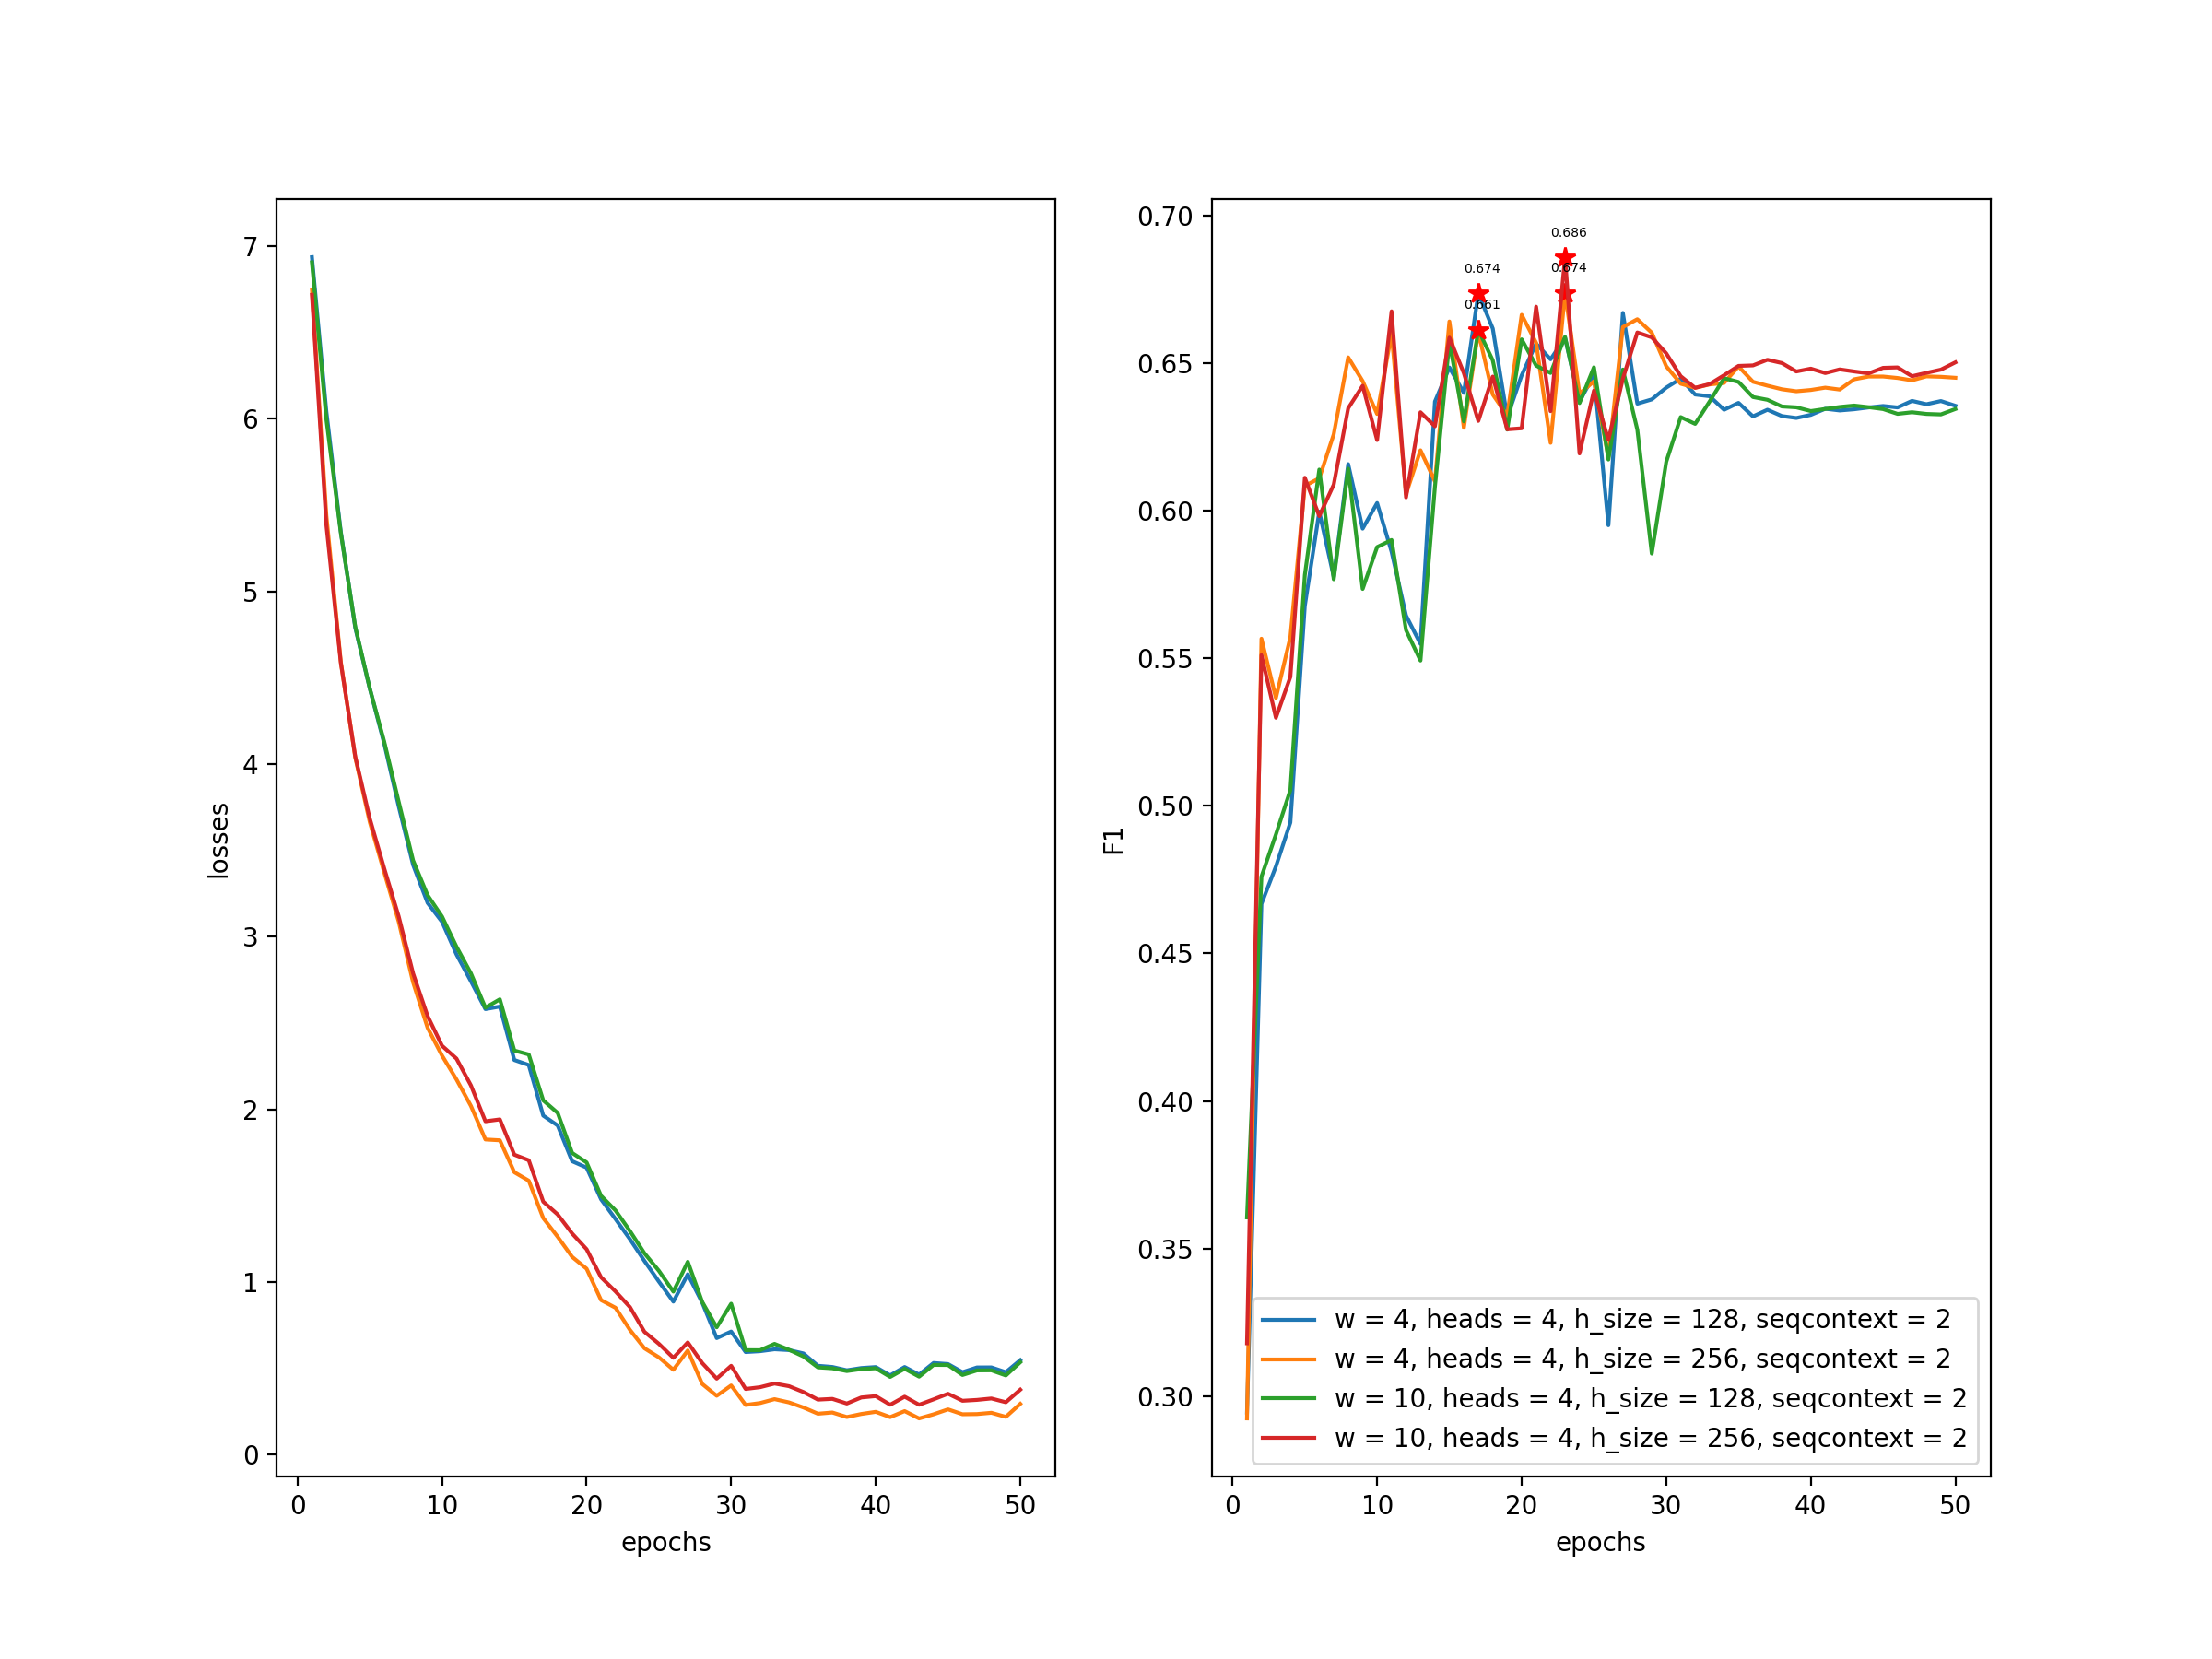 7
6
5
4
3
2
1
0
losses
0 10 20 30 40 50
epochs
0.70
0.65
0.60
0.55
0.50
0.45
0.40
0.35
0.30
F1
0.686
0.674
0.674
0.661
w = 4, heads = 4, h_size = 128, seqcontext = 2
w = 4, heads = 4, h_size = 256, seqcontext = 2
w = 10, heads = 4, h_size = 128, seqcontext = 2
w = 10, heads = 4, h_size = 256, seqcontext = 2
0 10 20 30 40 50
epochs